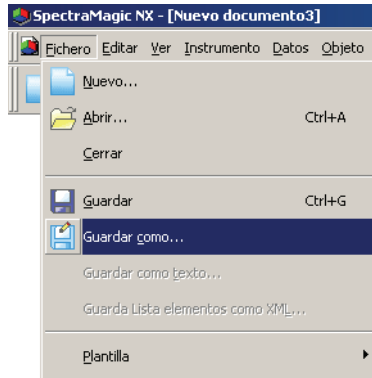 SpectraMagic NX - [Nuevo documento3]
Fichero Editar Ver Instrumento Datos Objeto
Nuevo...
Abrir... Ctrl+A
Cerrar
Guardar Ctrl+G
Guardar como...
Guardar como texto...
Guarda Lista elementos como XML...
Plantilla